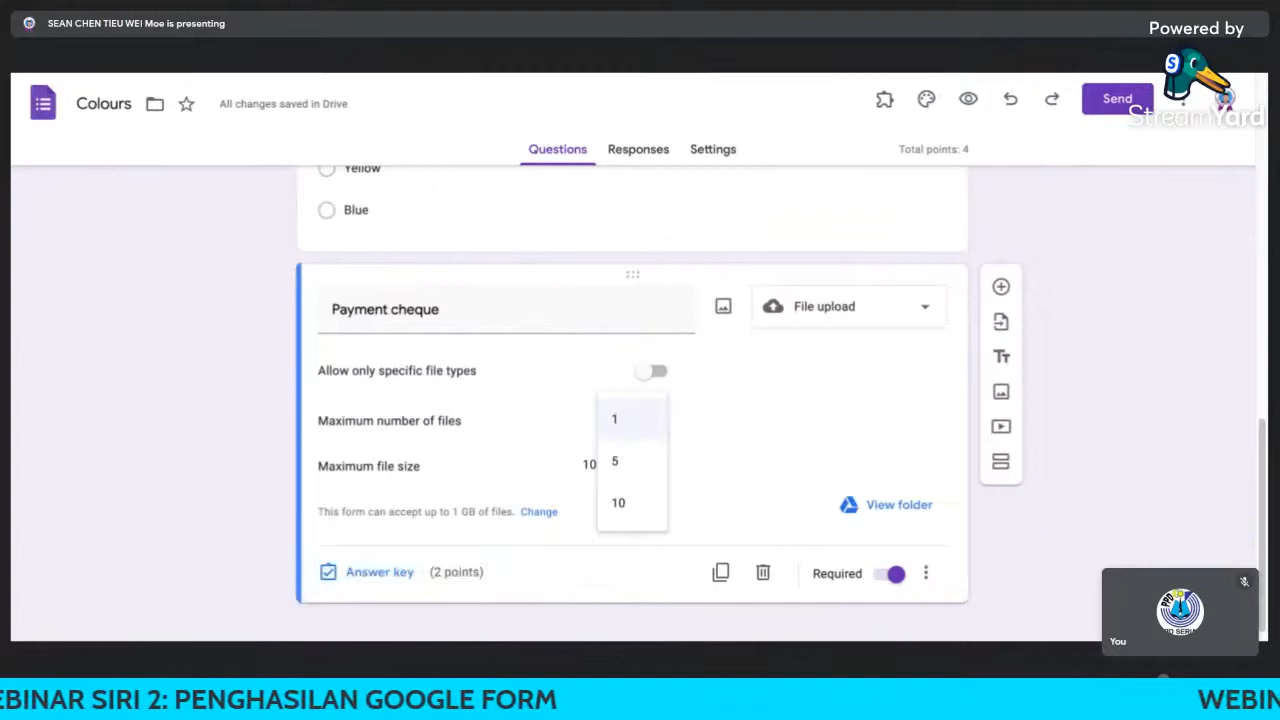 SEAN CHEN TIEU WEI Moe is presenting
Powered by
S
StreamYard
Colours
All changes saved in Drive
Send
Questions Responses Settings
Total points: 4
Yellow
Blue
Payment cheque
File upload
Allow only specific file types
Maximum number of files
1
5
10
Maximum file size
10
This form can accept up to 1 GB of files. Change
View folder
Answer key (2 points)
Required
PPD
You
EBINAR SIRI 2: PENGHASILAN GOOGLE FORM
WEBIN